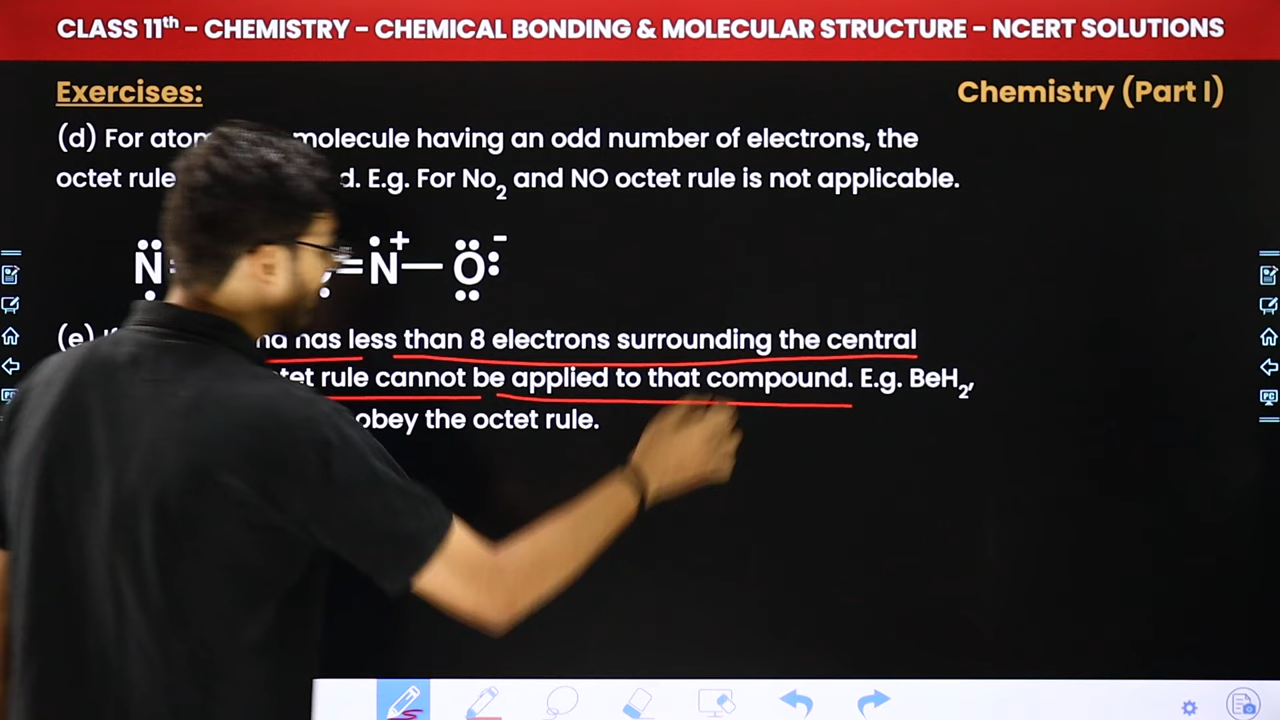 CLASS 11th – CHEMISTRY – CHEMICAL BONDING & MOLECULAR STRUCTURE – NCERT SOLUTIONS
Exercises: Chemistry (Part I)
(d) For molecule having an odd number of electrons, the
octet rule E.g. For No2 and NO octet rule is not applicable.
N = N+ — O-
(e) has less than 8 electrons surrounding the central
rule cannot be applied to that compound. E.g. BeH2,
obey the octet rule.